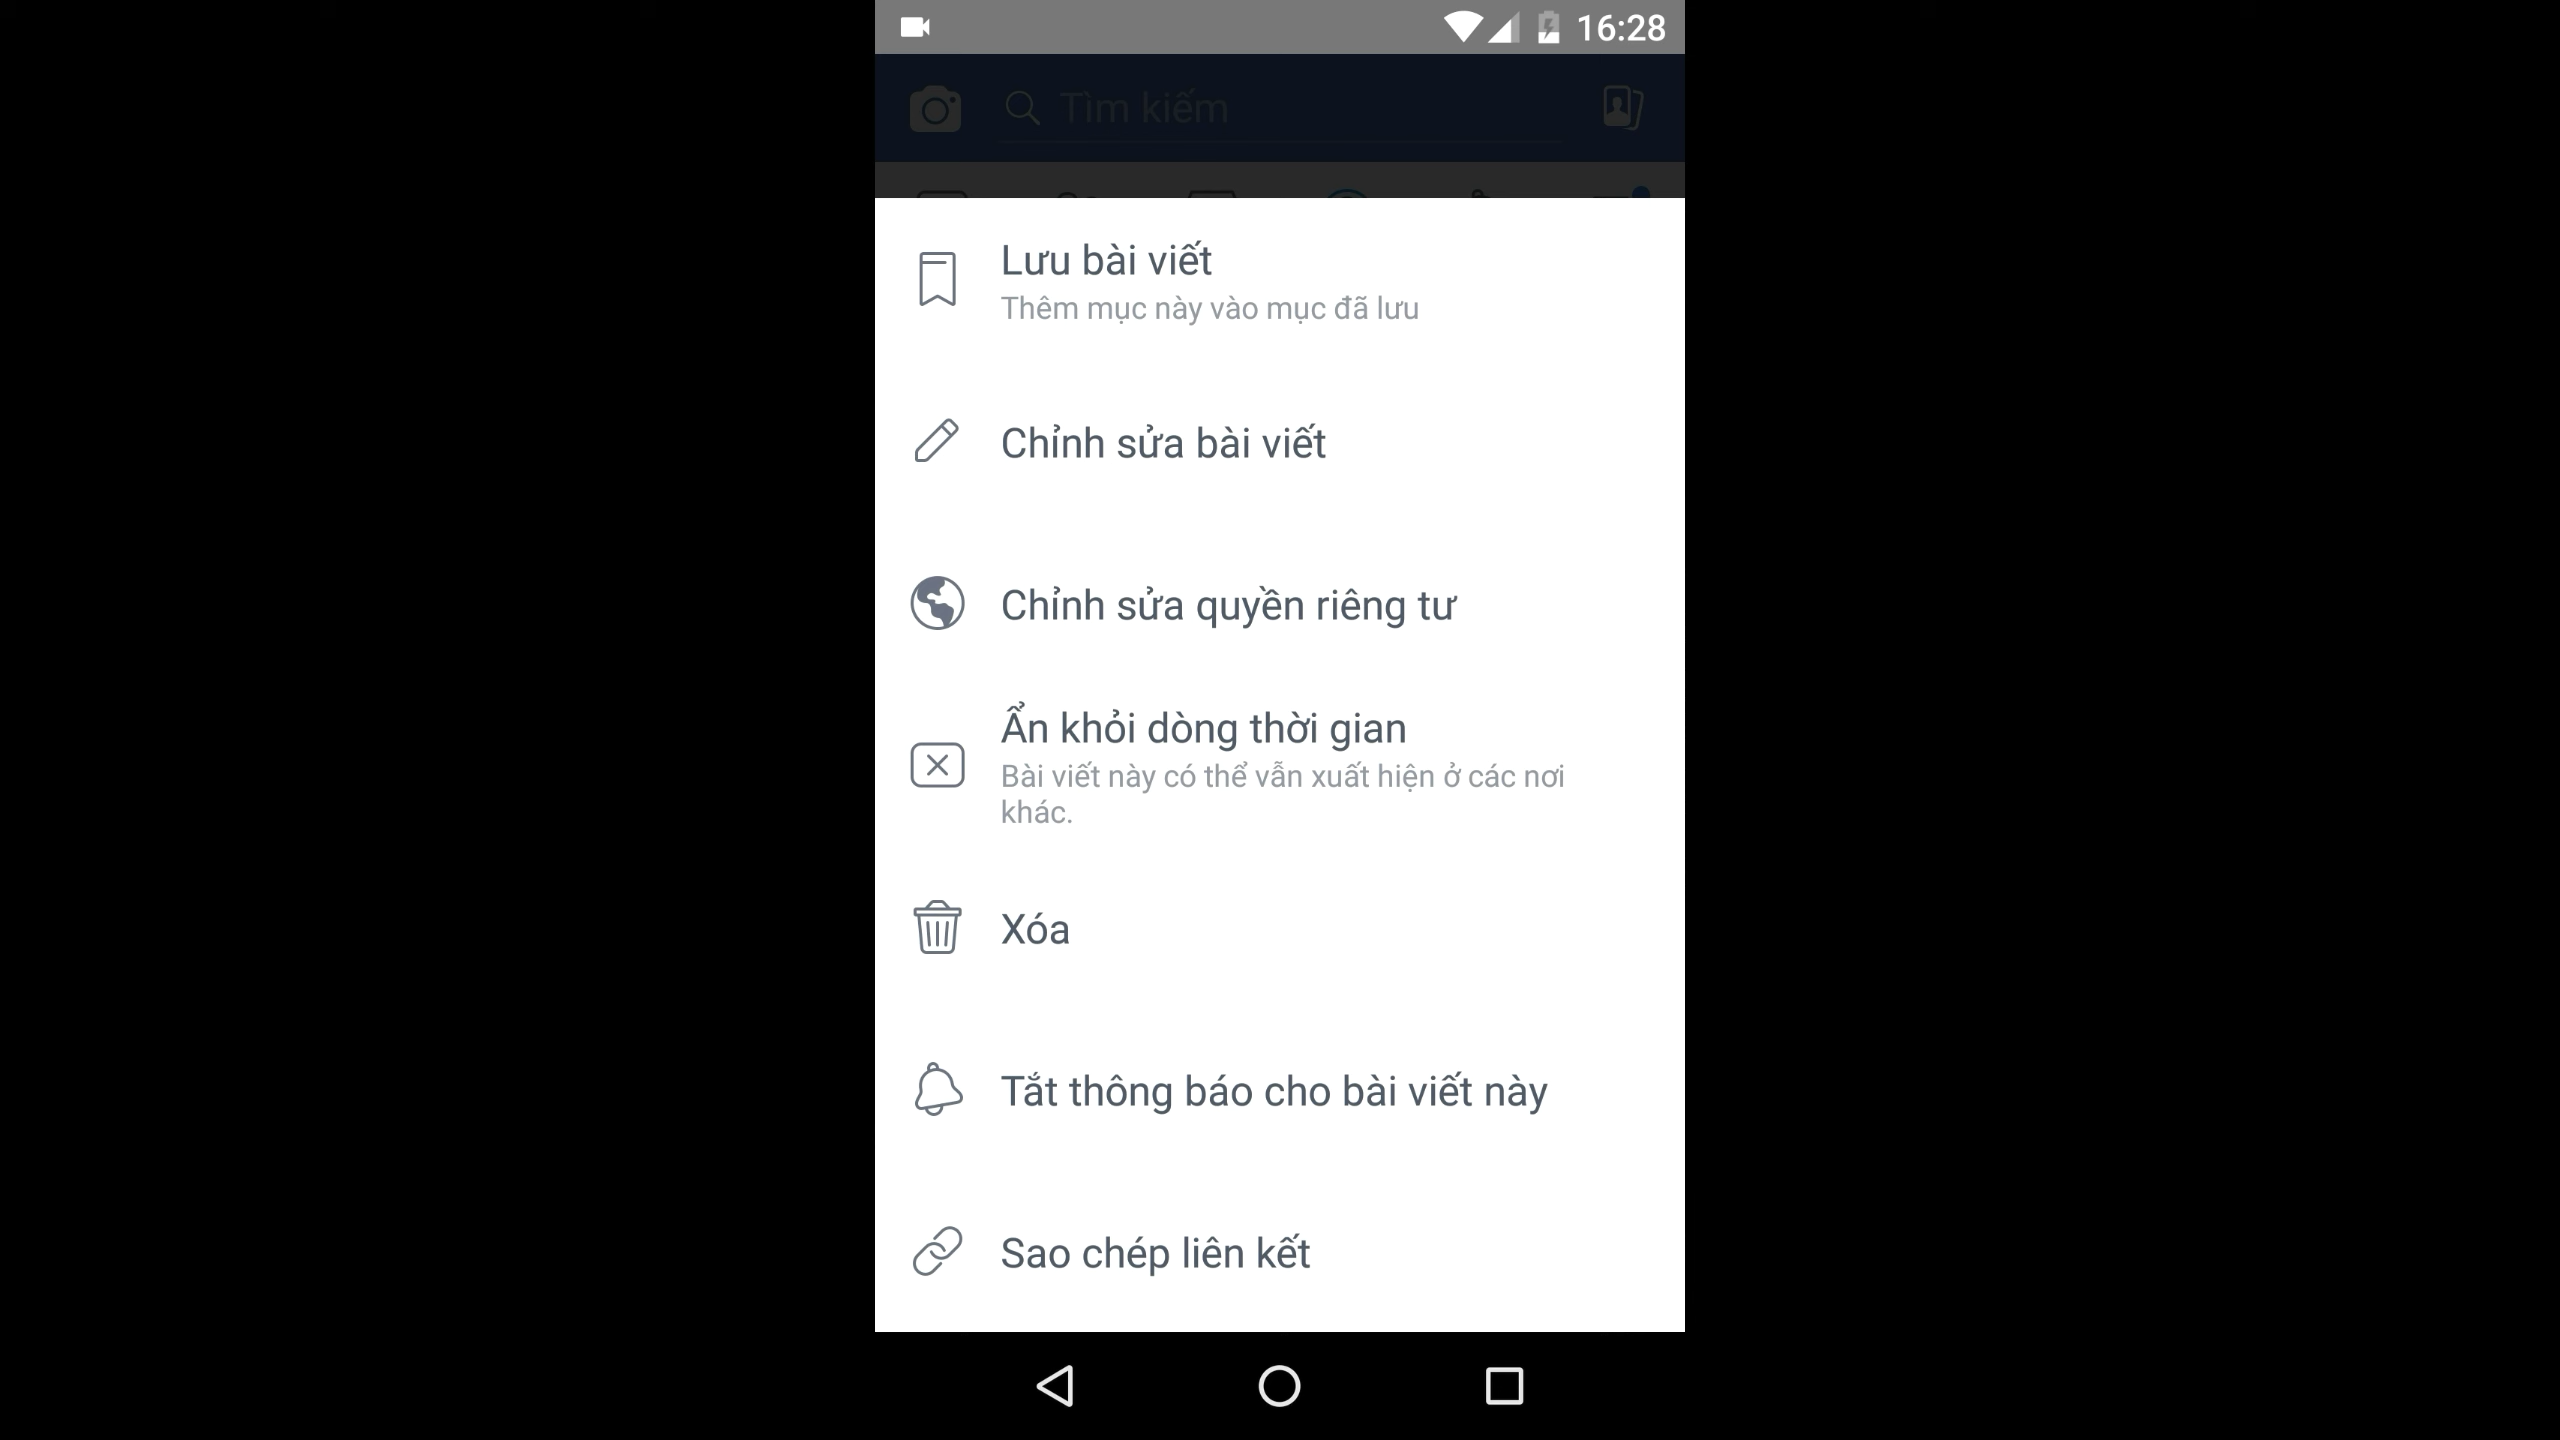 16:28
Tìm kiếm
Lưu bài viết
Thêm mục này vào mục đã lưu
Chỉnh sửa bài viết
Chỉnh sửa quyền riêng tư
Ẩn khỏi dòng thời gian
Bài viết này có thể vẫn xuất hiện ở các nơi
khác.
Xóa
Tắt thông báo cho bài viết này
Sao chép liên kết